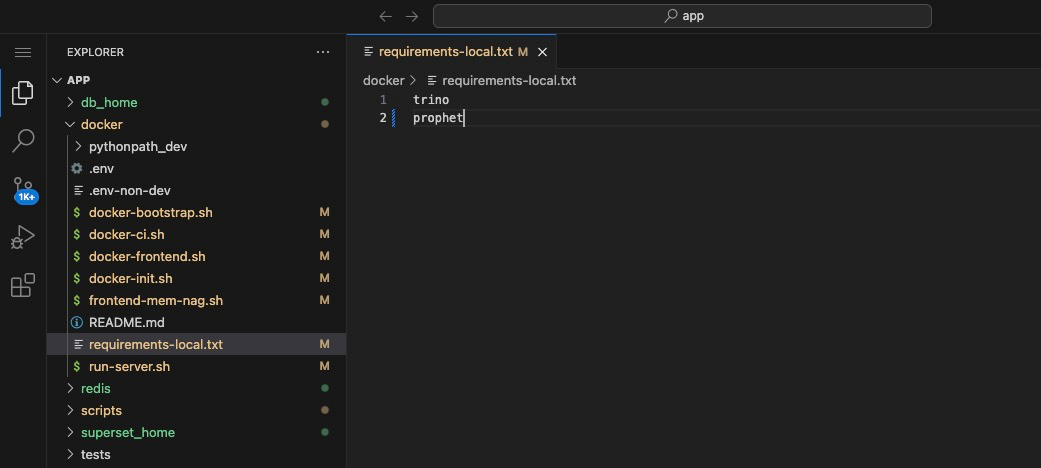 app
EXPLORER
requirements-local.txt M
APP
docker > requirements-local.txt
db_home
1 trino
docker
2 prophet
pythonpath_dev
.env
.env-non-dev
1K+
$ docker-bootstrap.sh M
$ docker-ci.sh M
$ docker-frontend.sh M
$ docker-init.sh M
$ frontend-mem-nag.sh M
README.md
requirements-local.txt M
$ run-server.sh M
redis
scripts
superset_home
tests